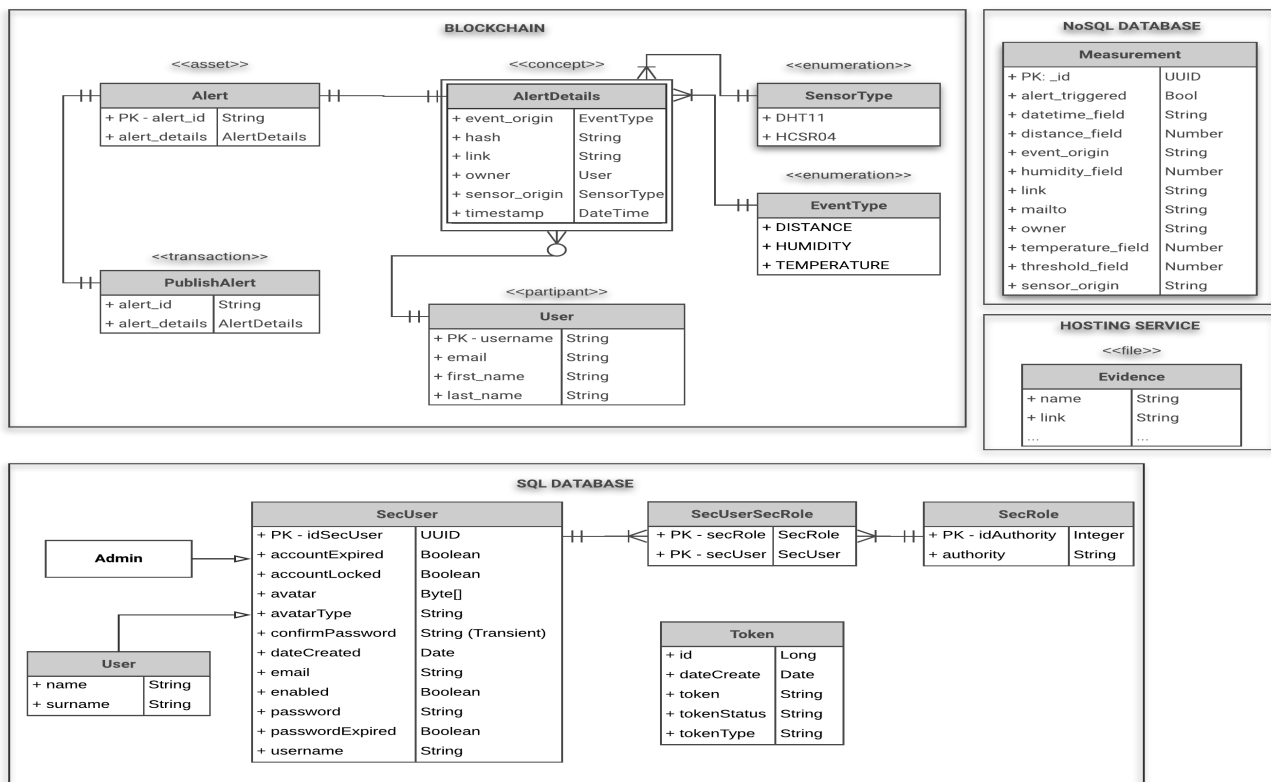 BLOCKCHAIN
<<asset>>
Alert
+ PK - alert_id String
+ alert_details AlertDetails
<<concept>>
AlertDetails
+ event_origin EventType
+ hash String
+ link String
+ owner User
+ sensor_origin SensorType
+ timestamp DateTime
<<enumeration>>
SensorType
+ DHT11
+ HCSR04
<<enumeration>>
EventType
+ DISTANCE
+ HUMIDITY
+ TEMPERATURE
<<transaction>>
PublishAlert
+ alert_id String
+ alert_details AlertDetails
<<partipant>>
User
+ PK - username String
+ email String
+ first_name String
+ last_name String
NoSQL DATABASE
Measurement
+ PK: _id UUID
+ alert_triggered Bool
+ datetime_field String
+ distance_field Number
+ event_origin String
+ humidity_field Number
+ link String
+ mailto String
+ owner String
+ temperature_field Number
+ threshold_field Number
+ sensor_origin String
HOSTING SERVICE
<<file>>
Evidence
+ name String
+ link String
... ...
SQL DATABASE
Admin
User
+ name String
+ surname String
SecUser
+ PK - idSecUser UUID
+ accountExpired Boolean
+ accountLocked Boolean
+ avatar Byte[]
+ avatarType String
+ confirmPassword String (Transient)
+ dateCreated Date
+ email String
+ enabled Boolean
+ password String
+ passwordExpired Boolean
+ username String
SecUserSecRole
+ PK - secRole SecRole
+ PK - secUser SecUser
SecRole
+ PK - idAuthority Integer
+ authority String
Token
+ id Long
+ dateCreate Date
+ token String
+ tokenStatus String
+ tokenType String